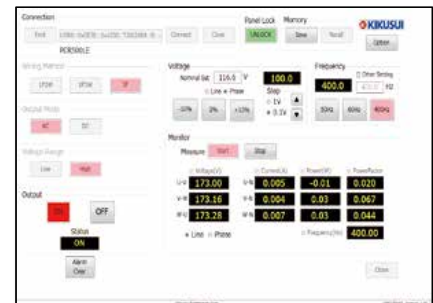 Connection
Panel Lock Memory
KIKUSUI
Connect
UNLOCK
Save
Recall
Option
PCR500LE
Wiring Method
Voltage
Frequency
Nominal Set 116.0 V
100.0
Other Setting
400.0
Hz
Line Phase
Step
1V
0.1V
-10% 0% +10%
50Hz 60Hz 400Hz
Output Mode
AC
Voltage Range
Low High
Monitor
Measure Start Stop
Voltage(V) Current(A) Power(W) PowerFactor
U-V 173.00 U-N 0.005 -0.01 0.020
V-W 173.16 V-N 0.004 0.03 0.067
W-U 173.28 W-N 0.007 0.03 0.044
Line Phase
Frequency(Hz) 400.00
Output
ON OFF
Status
ON
Alarm
Clear
Close